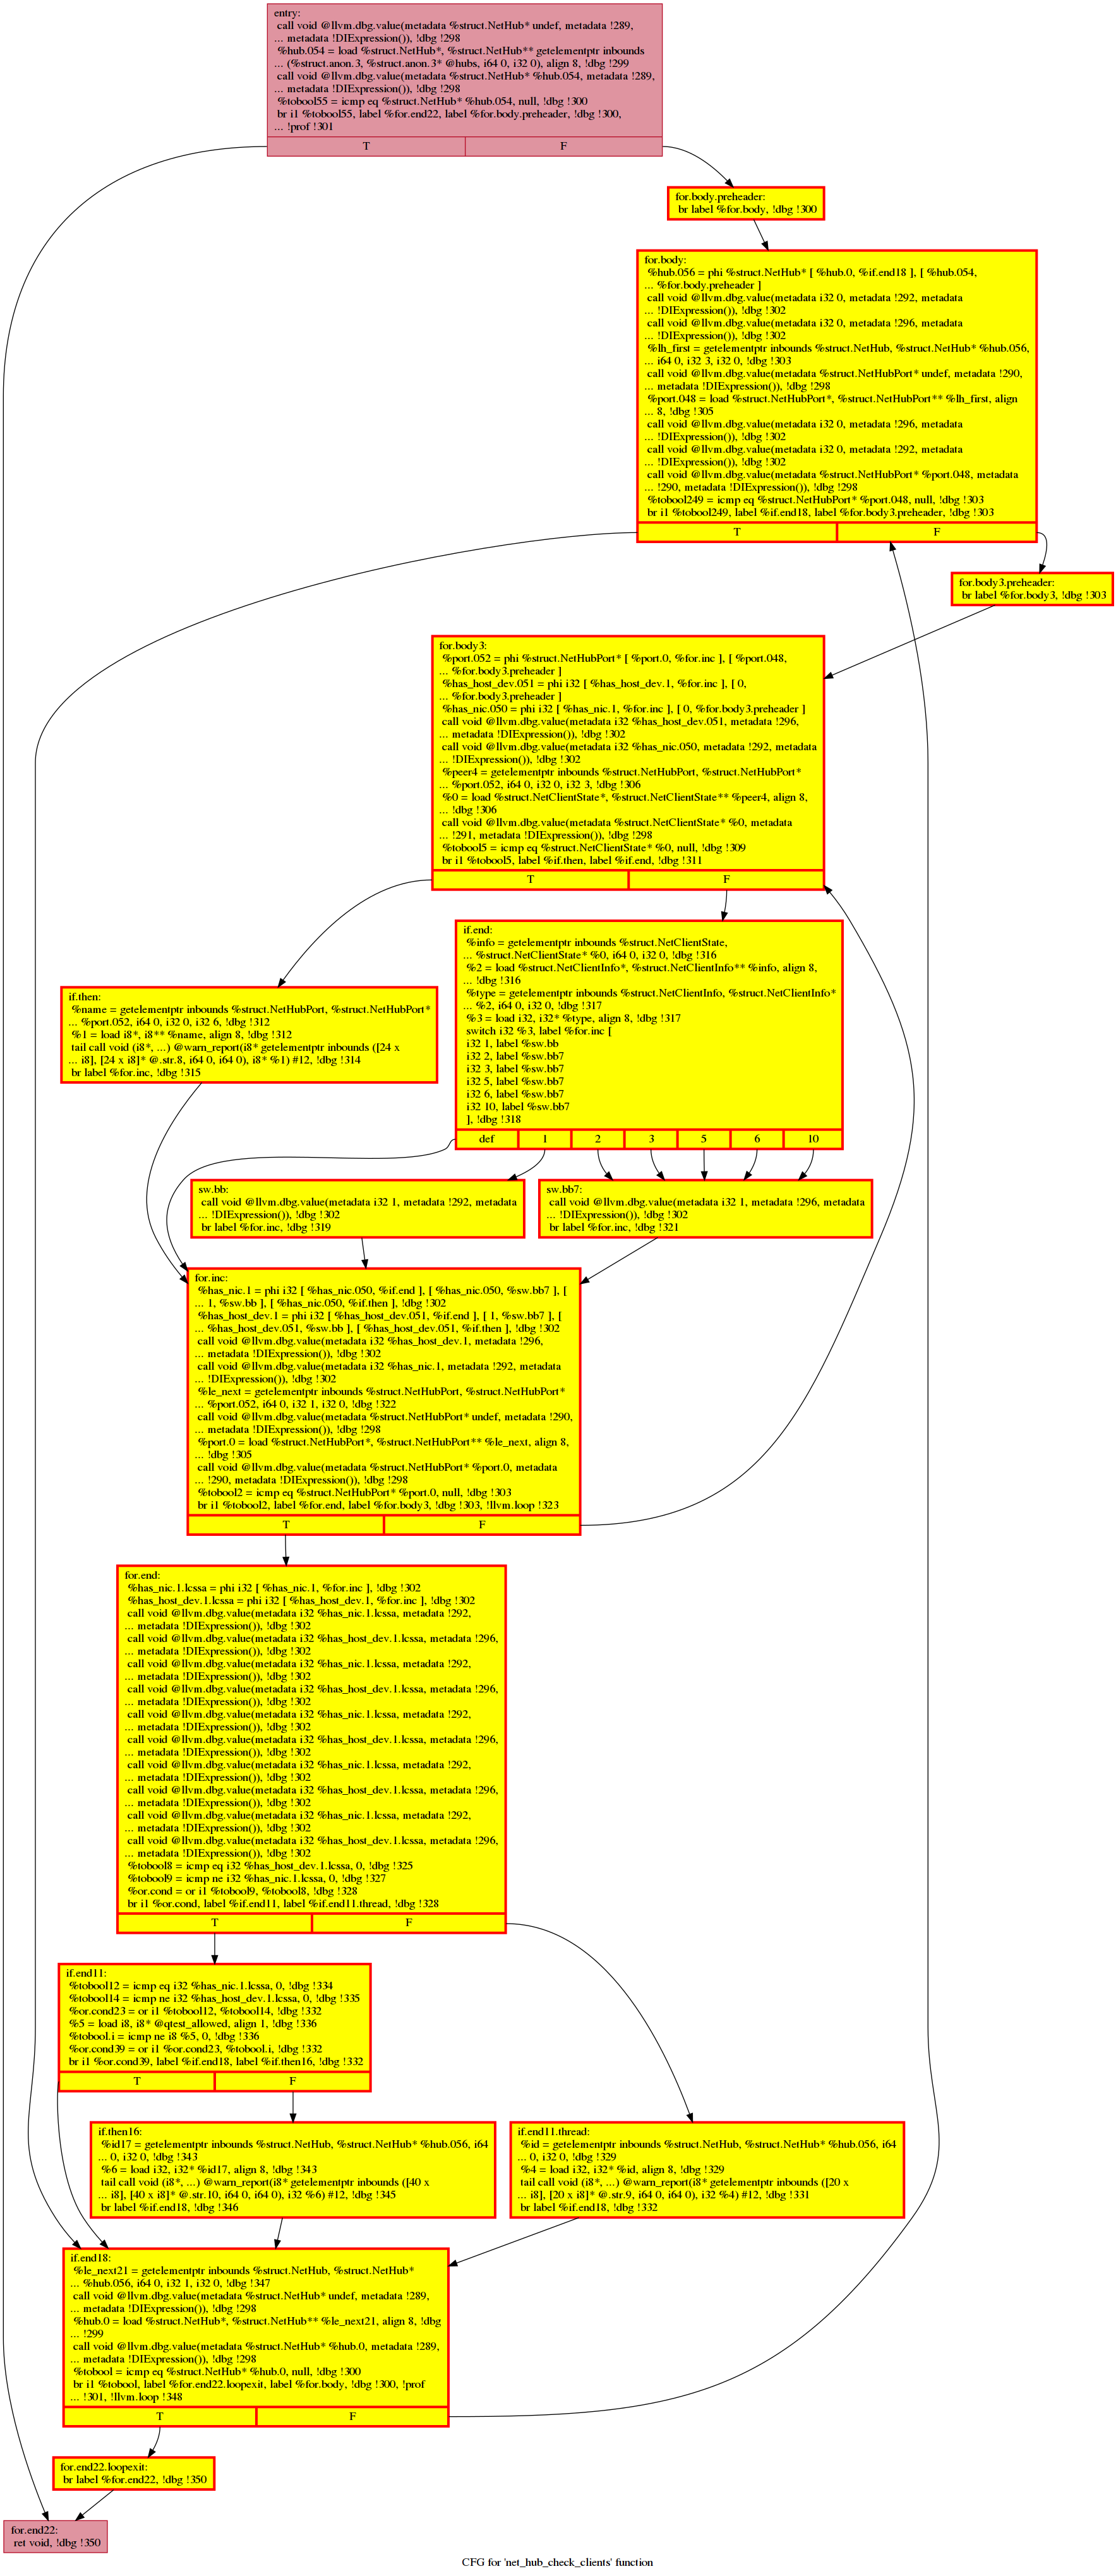 entry:
call void @llvm.dbg.value(metadata %struct.NetHub* undef, metadata !289,
... metadata !DIExpression()), !dbg !298
%hub.054 = load %struct.NetHub*, %struct.NetHub** getelementptr inbounds
... (%struct.anon.3, %struct.anon.3* @hubs, i64 0, i32 0), align 8, !dbg !299
call void @llvm.dbg.value(metadata %struct.NetHub* %hub.054, metadata !289,
... metadata !DIExpression()), !dbg !298
%tobool55 = icmp eq %struct.NetHub* %hub.054, null, !dbg !300
br i1 %tobool55, label %for.end22, label %for.body.preheader, !dbg !300,
... !prof !301
T F
for.body.preheader:
br label %for.body, !dbg !300
for.body:
%hub.056 = phi %struct.NetHub* [ %hub.0, %if.end18 ], [ %hub.054,
... %for.body.preheader ]
call void @llvm.dbg.value(metadata i32 0, metadata !292, metadata
... !DIExpression()), !dbg !302
call void @llvm.dbg.value(metadata i32 0, metadata !296, metadata
... !DIExpression()), !dbg !302
%lh_first = getelementptr inbounds %struct.NetHub, %struct.NetHub* %hub.056,
... i64 0, i32 3, i32 0, !dbg !303
call void @llvm.dbg.value(metadata %struct.NetHubPort* undef, metadata !290,
... metadata !DIExpression()), !dbg !298
%port.048 = load %struct.NetHubPort*, %struct.NetHubPort** %lh_first, align
... 8, !dbg !305
call void @llvm.dbg.value(metadata i32 0, metadata !296, metadata
... !DIExpression()), !dbg !302
call void @llvm.dbg.value(metadata i32 0, metadata !292, metadata
... !DIExpression()), !dbg !302
call void @llvm.dbg.value(metadata %struct.NetHubPort* %port.048, metadata
... !290, metadata !DIExpression()), !dbg !298
%tobool249 = icmp eq %struct.NetHubPort* %port.048, null, !dbg !303
br i1 %tobool249, label %if.end18, label %for.body3.preheader, !dbg !303
T F
for.body3.preheader:
br label %for.body3, !dbg !303
for.body3:
%port.052 = phi %struct.NetHubPort* [ %port.0, %for.inc ], [ %port.048,
... %for.body3.preheader ]
%has_host_dev.051 = phi i32 [ %has_host_dev.1, %for.inc ], [ 0,
... %for.body3.preheader ]
%has_nic.050 = phi i32 [ %has_nic.1, %for.inc ], [ 0, %for.body3.preheader ]
call void @llvm.dbg.value(metadata i32 %has_host_dev.051, metadata !296,
... metadata !DIExpression()), !dbg !302
call void @llvm.dbg.value(metadata i32 %has_nic.050, metadata !292, metadata
... !DIExpression()), !dbg !302
%peer4 = getelementptr inbounds %struct.NetHubPort, %struct.NetHubPort*
... %port.052, i64 0, i32 0, i32 3, !dbg !306
%0 = load %struct.NetClientState*, %struct.NetClientState** %peer4, align 8,
... !dbg !306
call void @llvm.dbg.value(metadata %struct.NetClientState* %0, metadata
... !291, metadata !DIExpression()), !dbg !298
%tobool5 = icmp eq %struct.NetClientState* %0, null, !dbg !309
br i1 %tobool5, label %if.then, label %if.end, !dbg !311
T F
if.end:
%info = getelementptr inbounds %struct.NetClientState,
... %struct.NetClientState* %0, i64 0, i32 0, !dbg !316
%2 = load %struct.NetClientInfo*, %struct.NetClientInfo** %info, align 8,
... !dbg !316
%type = getelementptr inbounds %struct.NetClientInfo, %struct.NetClientInfo*
... %2, i64 0, i32 0, !dbg !317
%3 = load i32, i32* %type, align 8, !dbg !317
switch i32 %3, label %for.inc [
i32 1, label %sw.bb
i32 2, label %sw.bb7
i32 3, label %sw.bb7
i32 5, label %sw.bb7
i32 6, label %sw.bb7
i32 10, label %sw.bb7
], !dbg !318
def 1 2 3 5 6 10
if.then:
%name = getelementptr inbounds %struct.NetHubPort, %struct.NetHubPort*
... %port.052, i64 0, i32 0, i32 6, !dbg !312
%1 = load i8*, i8** %name, align 8, !dbg !312
tail call void (i8*, ...) @warn_report(i8* getelementptr inbounds ([24 x
... i8], [24 x i8]* @.str.8, i64 0, i64 0), i8* %1) #12, !dbg !314
br label %for.inc, !dbg !315
sw.bb:
call void @llvm.dbg.value(metadata i32 1, metadata !292, metadata
... !DIExpression()), !dbg !302
br label %for.inc, !dbg !319
sw.bb7:
call void @llvm.dbg.value(metadata i32 1, metadata !296, metadata
... !DIExpression()), !dbg !302
br label %for.inc, !dbg !321
for.inc:
%has_nic.1 = phi i32 [ %has_nic.050, %if.end ], [ %has_nic.050, %sw.bb7 ], [
... 1, %sw.bb ], [ %has_nic.050, %if.then ], !dbg !302
%has_host_dev.1 = phi i32 [ %has_host_dev.051, %if.end ], [ 1, %sw.bb7 ], [
... %has_host_dev.051, %sw.bb ], [ %has_host_dev.051, %if.then ], !dbg !302
call void @llvm.dbg.value(metadata i32 %has_host_dev.1, metadata !296,
... metadata !DIExpression()), !dbg !302
call void @llvm.dbg.value(metadata i32 %has_nic.1, metadata !292, metadata
... !DIExpression()), !dbg !302
%le_next = getelementptr inbounds %struct.NetHubPort, %struct.NetHubPort*
... %port.052, i64 0, i32 1, i32 0, !dbg !322
call void @llvm.dbg.value(metadata %struct.NetHubPort* undef, metadata !290,
... metadata !DIExpression()), !dbg !298
%port.0 = load %struct.NetHubPort*, %struct.NetHubPort** %le_next, align 8,
... !dbg !305
call void @llvm.dbg.value(metadata %struct.NetHubPort* %port.0, metadata
... !290, metadata !DIExpression()), !dbg !298
%tobool2 = icmp eq %struct.NetHubPort* %port.0, null, !dbg !303
br i1 %tobool2, label %for.end, label %for.body3, !dbg !303, !llvm.loop !323
T F
for.end:
%has_nic.1.lcssa = phi i32 [ %has_nic.1, %for.inc ], !dbg !302
%has_host_dev.1.lcssa = phi i32 [ %has_host_dev.1, %for.inc ], !dbg !302
call void @llvm.dbg.value(metadata i32 %has_nic.1.lcssa, metadata !292,
... metadata !DIExpression()), !dbg !302
call void @llvm.dbg.value(metadata i32 %has_host_dev.1.lcssa, metadata !296,
... metadata !DIExpression()), !dbg !302
call void @llvm.dbg.value(metadata i32 %has_nic.1.lcssa, metadata !292,
... metadata !DIExpression()), !dbg !302
call void @llvm.dbg.value(metadata i32 %has_host_dev.1.lcssa, metadata !296,
... metadata !DIExpression()), !dbg !302
call void @llvm.dbg.value(metadata i32 %has_nic.1.lcssa, metadata !292,
... metadata !DIExpression()), !dbg !302
call void @llvm.dbg.value(metadata i32 %has_host_dev.1.lcssa, metadata !296,
... metadata !DIExpression()), !dbg !302
call void @llvm.dbg.value(metadata i32 %has_nic.1.lcssa, metadata !292,
... metadata !DIExpression()), !dbg !302
call void @llvm.dbg.value(metadata i32 %has_host_dev.1.lcssa, metadata !296,
... metadata !DIExpression()), !dbg !302
call void @llvm.dbg.value(metadata i32 %has_nic.1.lcssa, metadata !292,
... metadata !DIExpression()), !dbg !302
call void @llvm.dbg.value(metadata i32 %has_host_dev.1.lcssa, metadata !296,
... metadata !DIExpression()), !dbg !302
%tobool8 = icmp eq i32 %has_host_dev.1.lcssa, 0, !dbg !325
%tobool9 = icmp ne i32 %has_nic.1.lcssa, 0, !dbg !327
%or.cond = or i1 %tobool9, %tobool8, !dbg !328
br i1 %or.cond, label %if.end11, label %if.end11.thread, !dbg !328
T F
if.end11:
%tobool12 = icmp eq i32 %has_nic.1.lcssa, 0, !dbg !334
%tobool14 = icmp ne i32 %has_host_dev.1.lcssa, 0, !dbg !335
%or.cond23 = or i1 %tobool12, %tobool14, !dbg !332
%5 = load i8, i8* @qtest_allowed, align 1, !dbg !336
%tobool.i = icmp ne i8 %5, 0, !dbg !336
%or.cond39 = or i1 %or.cond23, %tobool.i, !dbg !332
br i1 %or.cond39, label %if.end18, label %if.then16, !dbg !332
T F
if.then16:
%id17 = getelementptr inbounds %struct.NetHub, %struct.NetHub* %hub.056, i64
... 0, i32 0, !dbg !343
%6 = load i32, i32* %id17, align 8, !dbg !343
tail call void (i8*, ...) @warn_report(i8* getelementptr inbounds ([40 x
... i8], [40 x i8]* @.str.10, i64 0, i64 0), i32 %6) #12, !dbg !345
br label %if.end18, !dbg !346
if.end11.thread:
%id = getelementptr inbounds %struct.NetHub, %struct.NetHub* %hub.056, i64
... 0, i32 0, !dbg !329
%4 = load i32, i32* %id, align 8, !dbg !329
tail call void (i8*, ...) @warn_report(i8* getelementptr inbounds ([20 x
... i8], [20 x i8]* @.str.9, i64 0, i64 0), i32 %4) #12, !dbg !331
br label %if.end18, !dbg !332
if.end18:
%le_next21 = getelementptr inbounds %struct.NetHub, %struct.NetHub*
... %hub.056, i64 0, i32 1, i32 0, !dbg !347
call void @llvm.dbg.value(metadata %struct.NetHub* undef, metadata !289,
... metadata !DIExpression()), !dbg !298
%hub.0 = load %struct.NetHub*, %struct.NetHub** %le_next21, align 8, !dbg
... !299
call void @llvm.dbg.value(metadata %struct.NetHub* %hub.0, metadata !289,
... metadata !DIExpression()), !dbg !298
%tobool = icmp eq %struct.NetHub* %hub.0, null, !dbg !300
br i1 %tobool, label %for.end22.loopexit, label %for.body, !dbg !300, !prof
... !301, !llvm.loop !348
T F
for.end22.loopexit:
br label %for.end22, !dbg !350
for.end22:
ret void, !dbg !350
CFG for 'net_hub_check_clients' function